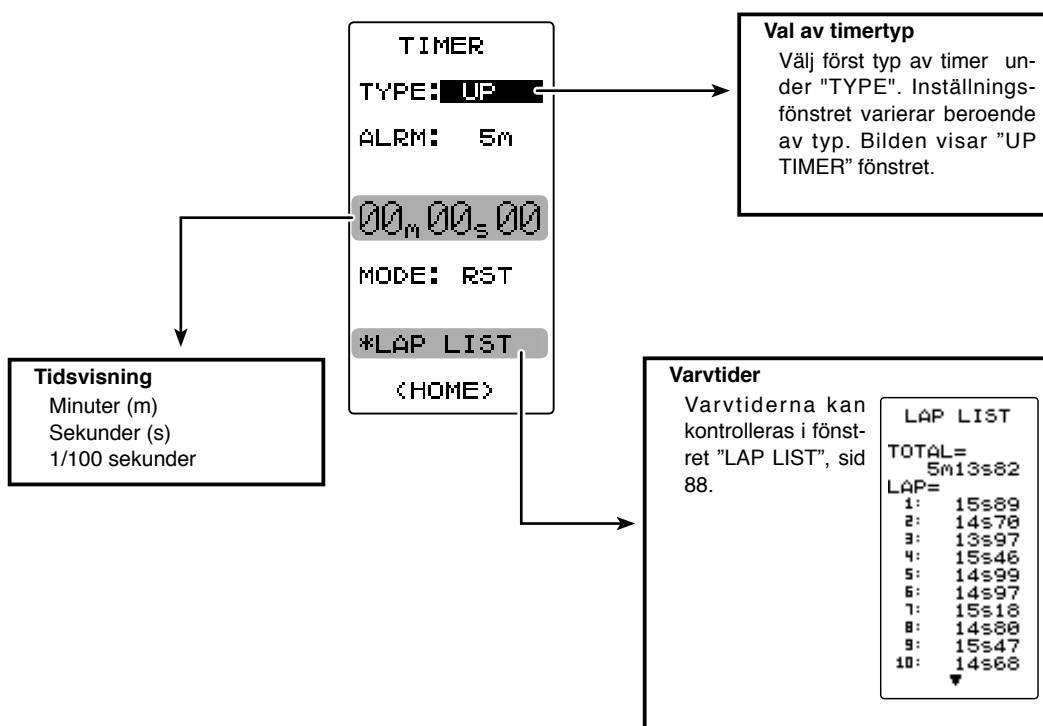 TIMER
TYPE: UP
ALRM: 5m
00m00s00
MODE: RST
*LAP LIST
<HOME>
Val av timertyp
Välj först typ av timer un-
der "TYPE". Inställnings-
fönstret varierar beroende
av typ. Bilden visar ”UP
TIMER” fönstret.
Tidsvisning
Minuter (m)
Sekunder (s)
1/100 sekunder
Varvtider
Varvtiderna kan
kontrolleras i fönst-
ret ”LAP LIST”, sid
88.
LAP LIST
TOTAL=
5m13s82
LAP=
1: 15s89
2: 14s70
3: 13s97
4: 15s46
5: 14s99
6: 14s97
7: 15s18
8: 14s80
9: 15s47
10: 14s68